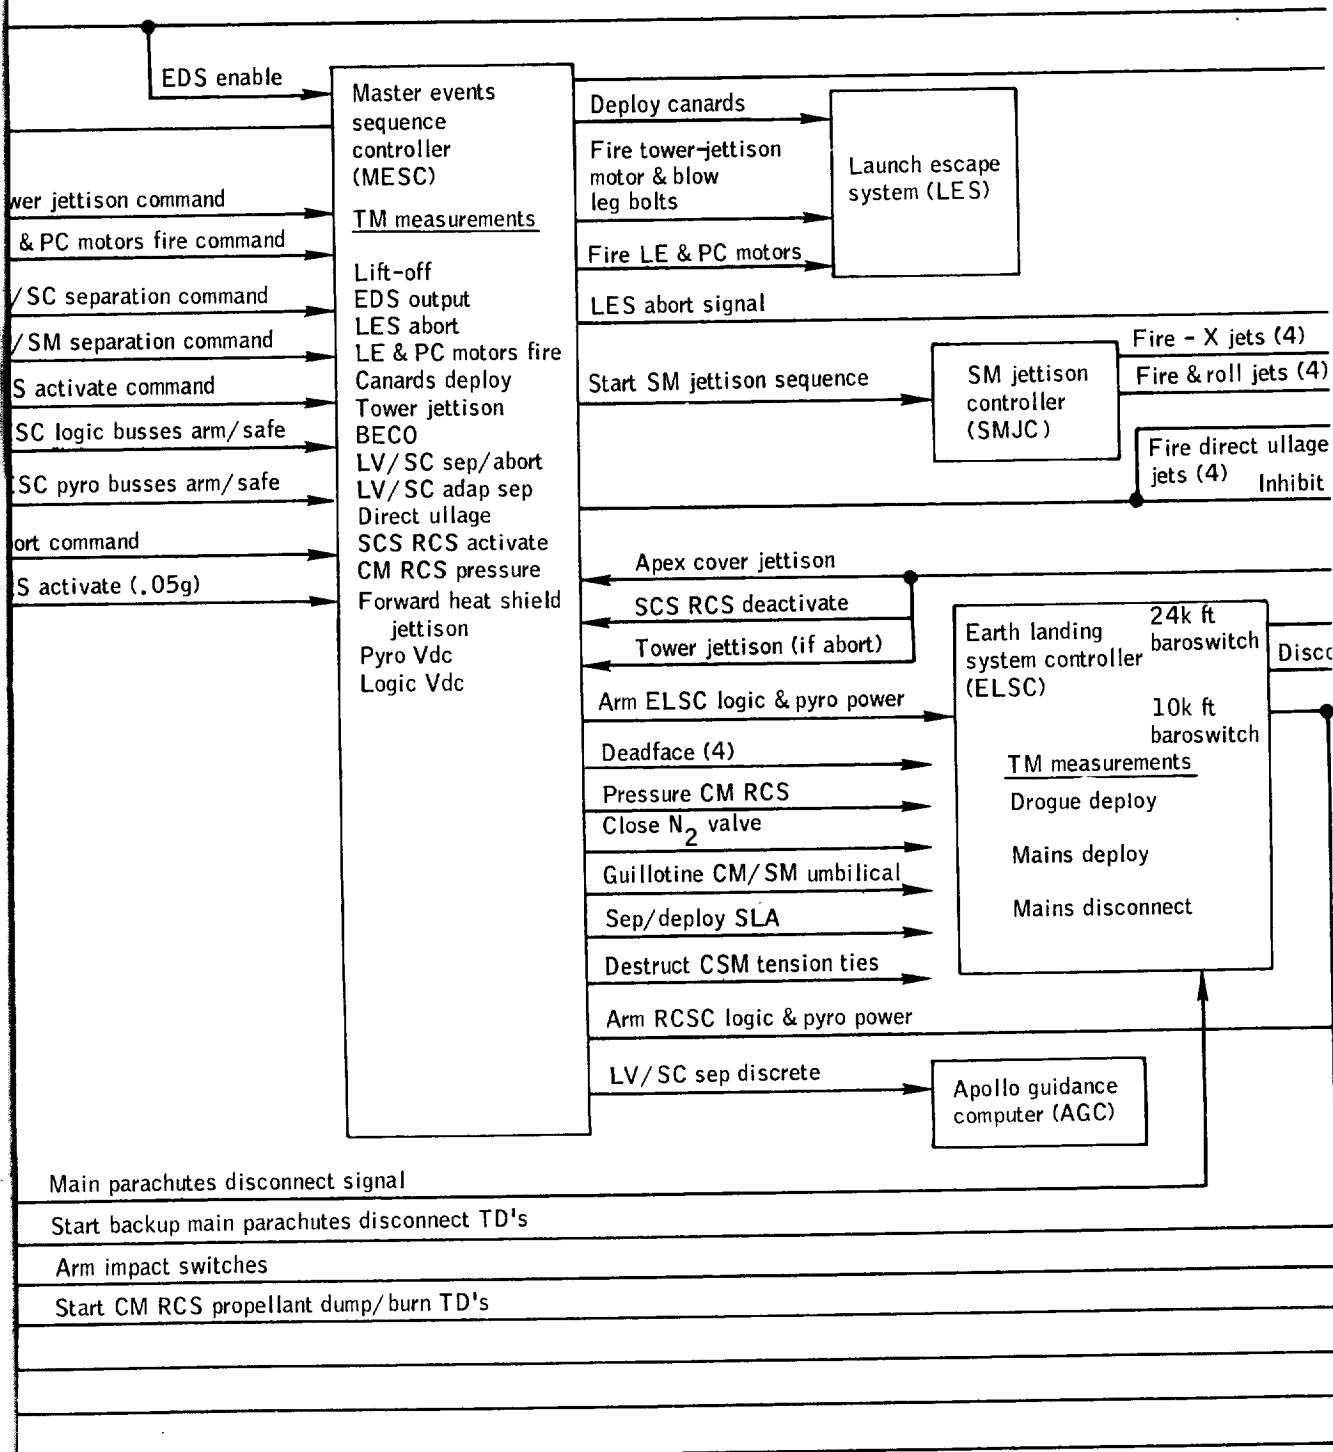 EDS enable
Master events
sequence
controller
(MESC)
TM measurements
Lift-off
EDS output
LES abort
LE & PC motors fire
Canards deploy
Tower jettison
BECO
LV/SC sep/abort
LV/SC adap sep
Direct ullage
SCS RCS activate
CM RCS pressure
Forward heat shield
jettison
Pyro Vdc
Logic Vdc
wer jettison command
& PC motors fire command
/SC separation command
/SM separation command
S activate command
SC logic busses arm/safe
SC pyro busses arm/safe
ort command
S activate (.05g)
Deploy canards
Fire tower-jettison
motor & blow
leg bolts
Fire LE & PC motors
Launch escape
system (LES)
LES abort signal
Start SM jettison sequence
SM jettison
controller
(SMJC)
Fire - X jets (4)
Fire & roll jets (4)
Fire direct ullage
jets (4)
Inhibit
Apex cover jettison
SCS RCS deactivate
Tower jettison (if abort)
Arm ELSC logic & pyro power
Earth landing
system controller
(ELSC)
24k ft
baroswitch
10k ft
baroswitch
TM measurements
Drogue deploy
Mains deploy
Mains disconnect
Disc
Deadface (4)
Pressure CM RCS
Close N2 valve
Guillotine CM/SM umbilical
Sep/deploy SLA
Destruct CSM tension ties
Arm RCSC logic & pyro power
LV/SC sep discrete
Apollo guidance
computer (AGC)
Main parachutes disconnect signal
Start backup main parachutes disconnect TD's
Arm impact switches
Start CM RCS propellant dump/burn TD's